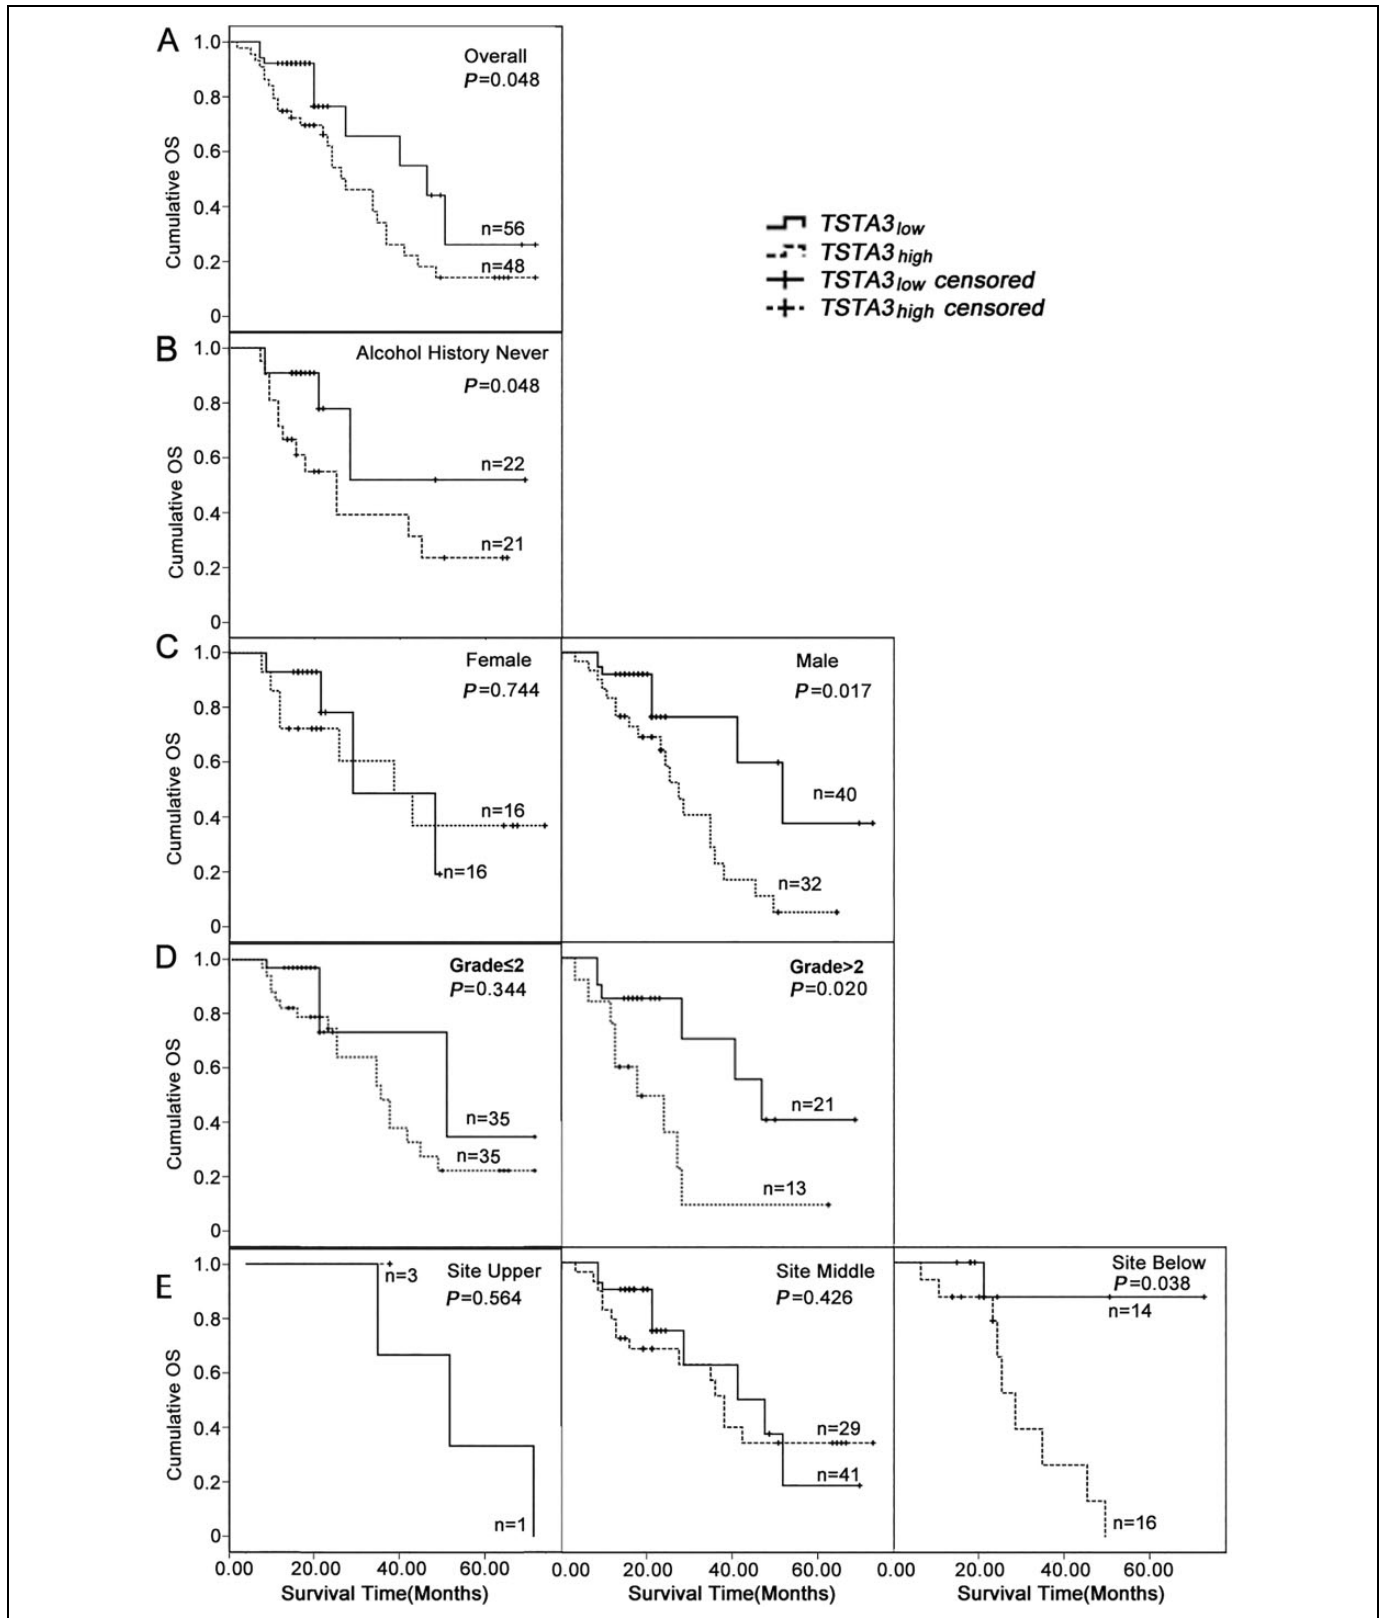 A
1.0
0.8
0.6
0.4
0.2
0
Cumulative OS
Overall
P=0.048
n=56
n=48
TSTA3low
TSTA3high
TSTA3low censored
TSTA3high censored
B
1.0
0.8
0.6
0.4
0.2
0
Cumulative OS
Alcohol History Never
P=0.048
n=22
n=21
C
1.0
0.8
0.6
0.4
0.2
0
Cumulative OS
Female
P=0.744
n=16
n=16
Male
P=0.017
n=40
n=32
D
1.0
0.8
0.6
0.4
0.2
0
Cumulative OS
Grade≤2
P=0.344
n=35
n=35
Grade>2
P=0.020
n=21
n=13
E
1.0
0.8
0.6
0.4
0.2
0
Cumulative OS
Site Upper
P=0.564
n=3
n=1
Site Middle
P=0.426
n=29
n=41
Site Below
P=0.038
n=14
n=16
0.00 20.00 40.00 60.00
Survival Time(Months)
0.00 20.00 40.00 60.00
Survival Time(Months)
0.00 20.00 40.00 60.00
Survival Time(Months)